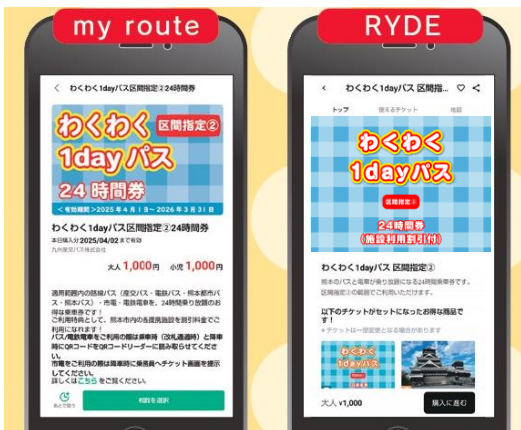 my route
わくわく1dayパス区間指定②24時間券
わくわく
区間指定②
1dayパス
24時間券
<有効期間>2025年4月1日~2026年3月31日
わくわく1dayパス区間指定②24時間券
本日購入分2025/04/02まで有効
九州産交バス株式会社
大人 1,000円 小児 1,000円
適用範囲内の路線バス(産交バス・電鉄バス・熊本都市バ
ス・熊本バス)・市電・電鉄電車を、24時間乗り放題のお
得な乗車券です!
ご利用特典として、熊本市内の各提携施設を割引料金でご
利用になれます!
バス/電鉄電車をご利用の際は乗車時(改札通過時)と降車
時にQRコードをQRコードリーダーに読み取らせてくださ
い。
市電をご利用の際は降車時に乗務員へチケット画面を提示
してください。
詳しくはこちら をご覧ください。
あとで買う
枚数を選択
RYDE
わくわく1dayパス 区間指...
トップ
使えるチケット
地図
わくわく
1dayパス
区間指定②
24時間券
(施設利用割引付)
わくわく1dayパス 区間指定②
熊本のバスと電車が乗り放題になる24時間乗車券です。
区間指定②の範囲でご利用いただけます。
以下のチケットがセットになったお得な商品で
す!
※チケットは一部変更となる場合があります
わくわく
1dayパス
大人 ¥1,000
購入に進む